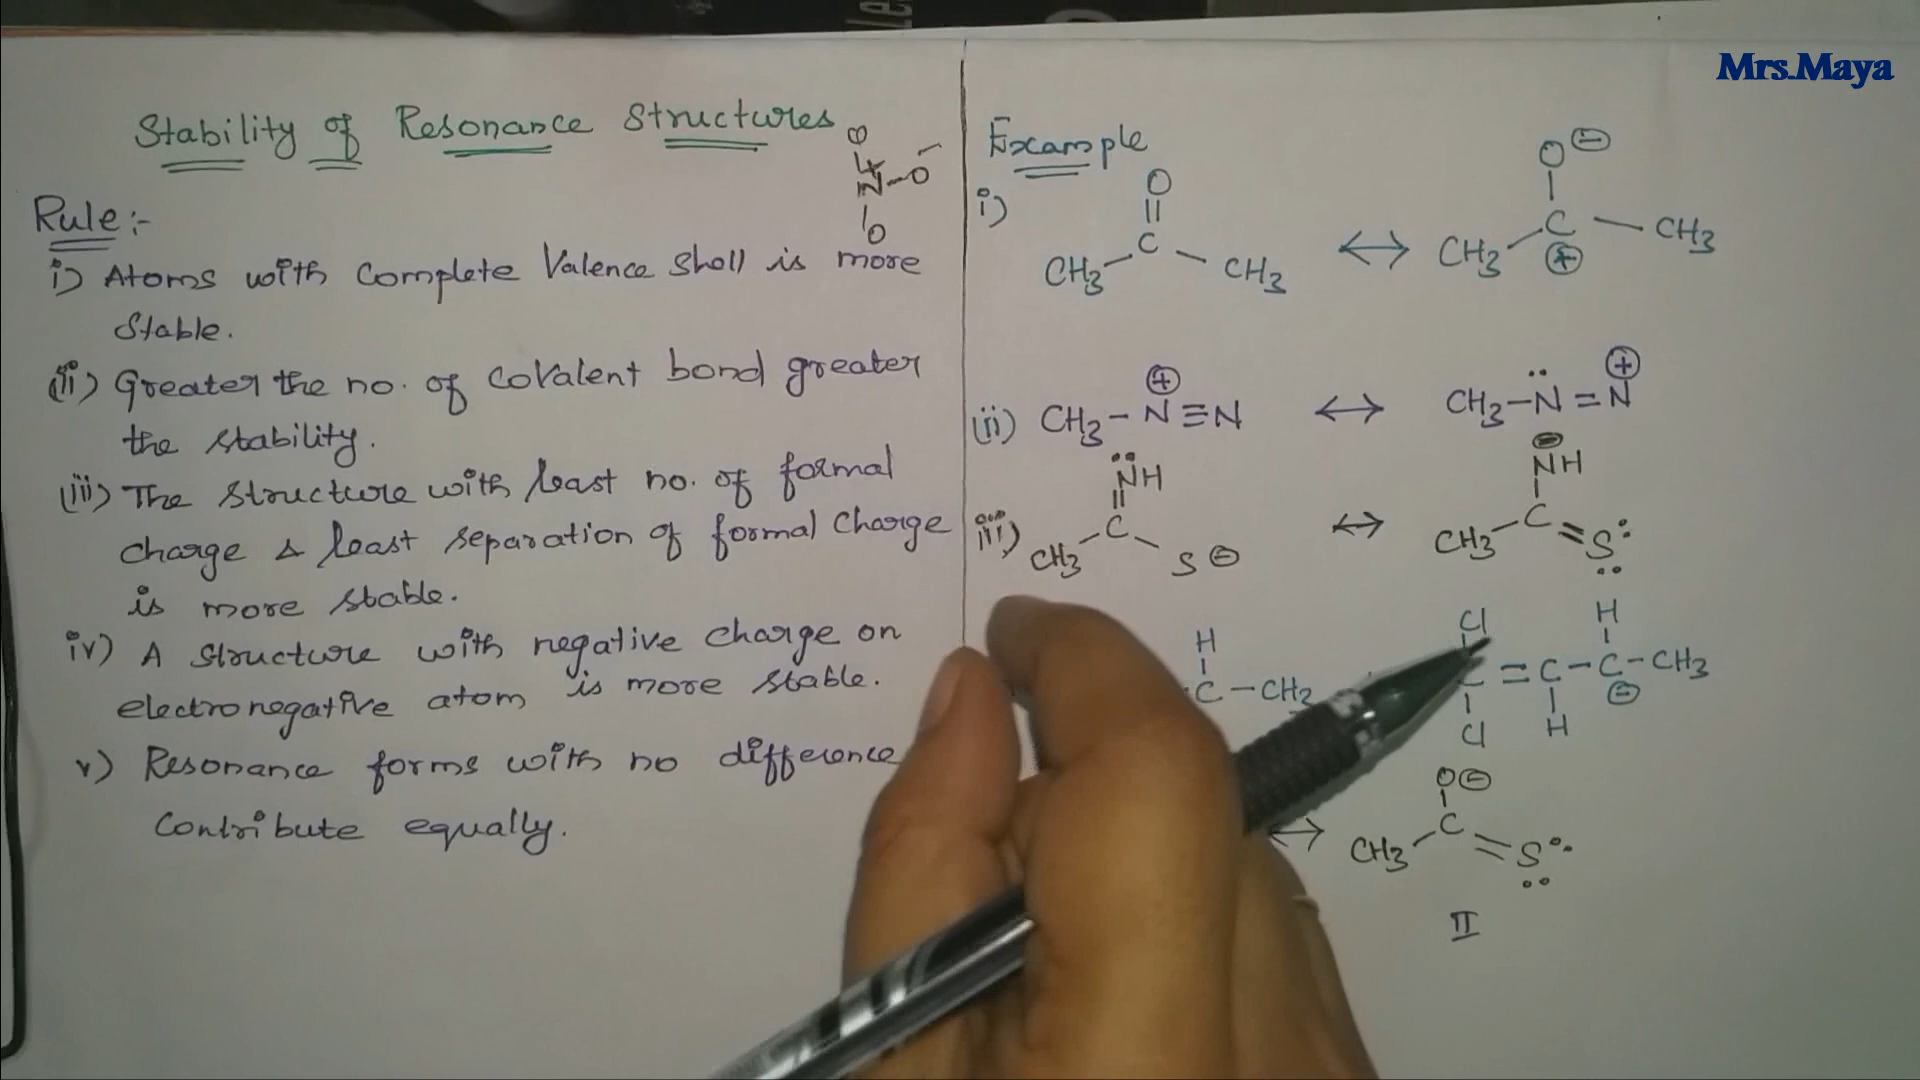 Mrs.Maya
Stability of Resonance Structures
O
N+-O-
O
Rule:-
i) Atoms with Complete Valence Shell is more
Stable.
(ii) Greater the no. of Covalent bond greater
the stability.
(iii) The structure with least no. of formal
charge & least separation of formal charge
is more stable.
iv) A structure with negative charge on
electronegative atom is more stable.
v) Resonance forms with no difference
Contribute equally.
Example
i)
O
||
C
CH3 CH3
↔
O ⊖
|
C
CH3 ⊕ CH3
(ii) CH3-N≡N ↔ CH3-N̈=N
⊕ ⊕
iii)
N̈H
||
C
CH3 S ⊖
↔
⊖
NH
|
C
CH3 S:
H
|
C-CH3
Cl H
C=C-C-CH3
Cl H ⊖
↔
O⊖
|
C
CH3 S:
II